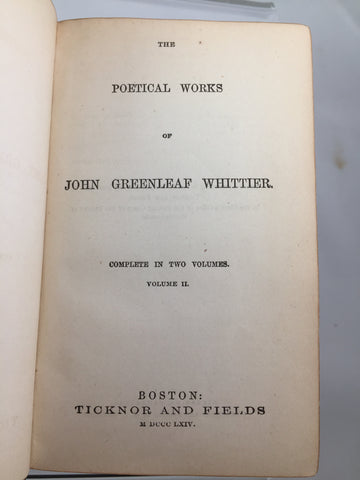 THE
POETICAL WORKS
OF
JOHN GREENLEAF WHITTIER.
COMPLETE IN TWO VOLUMES.
VOLUME II.
BOSTON:
TICKNOR AND FIELDS
M DCCC LXIV.